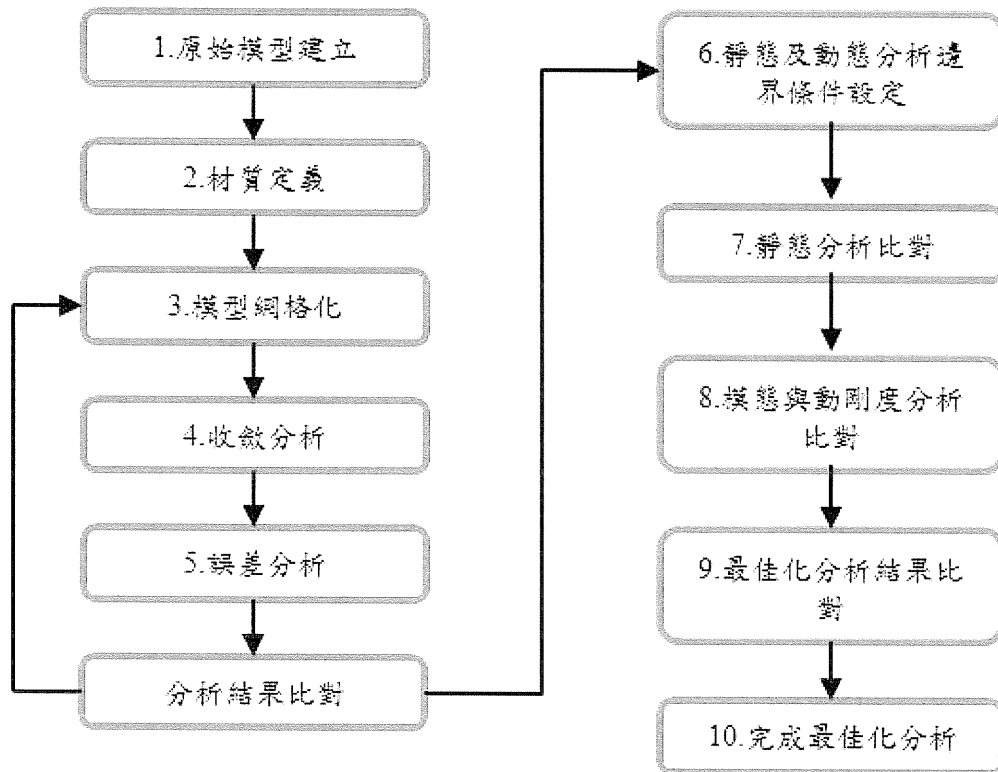 1.原始模型建立
2.材質定義
3.模型網格化
4.收斂分析
5.誤差分析
分析結果比對
6.靜態及動態分析邊
界條件設定
7.靜態分析比對
8.模態與動剛度分析
比對
9.最佳化分析結果比
對
10.完成最佳化分析